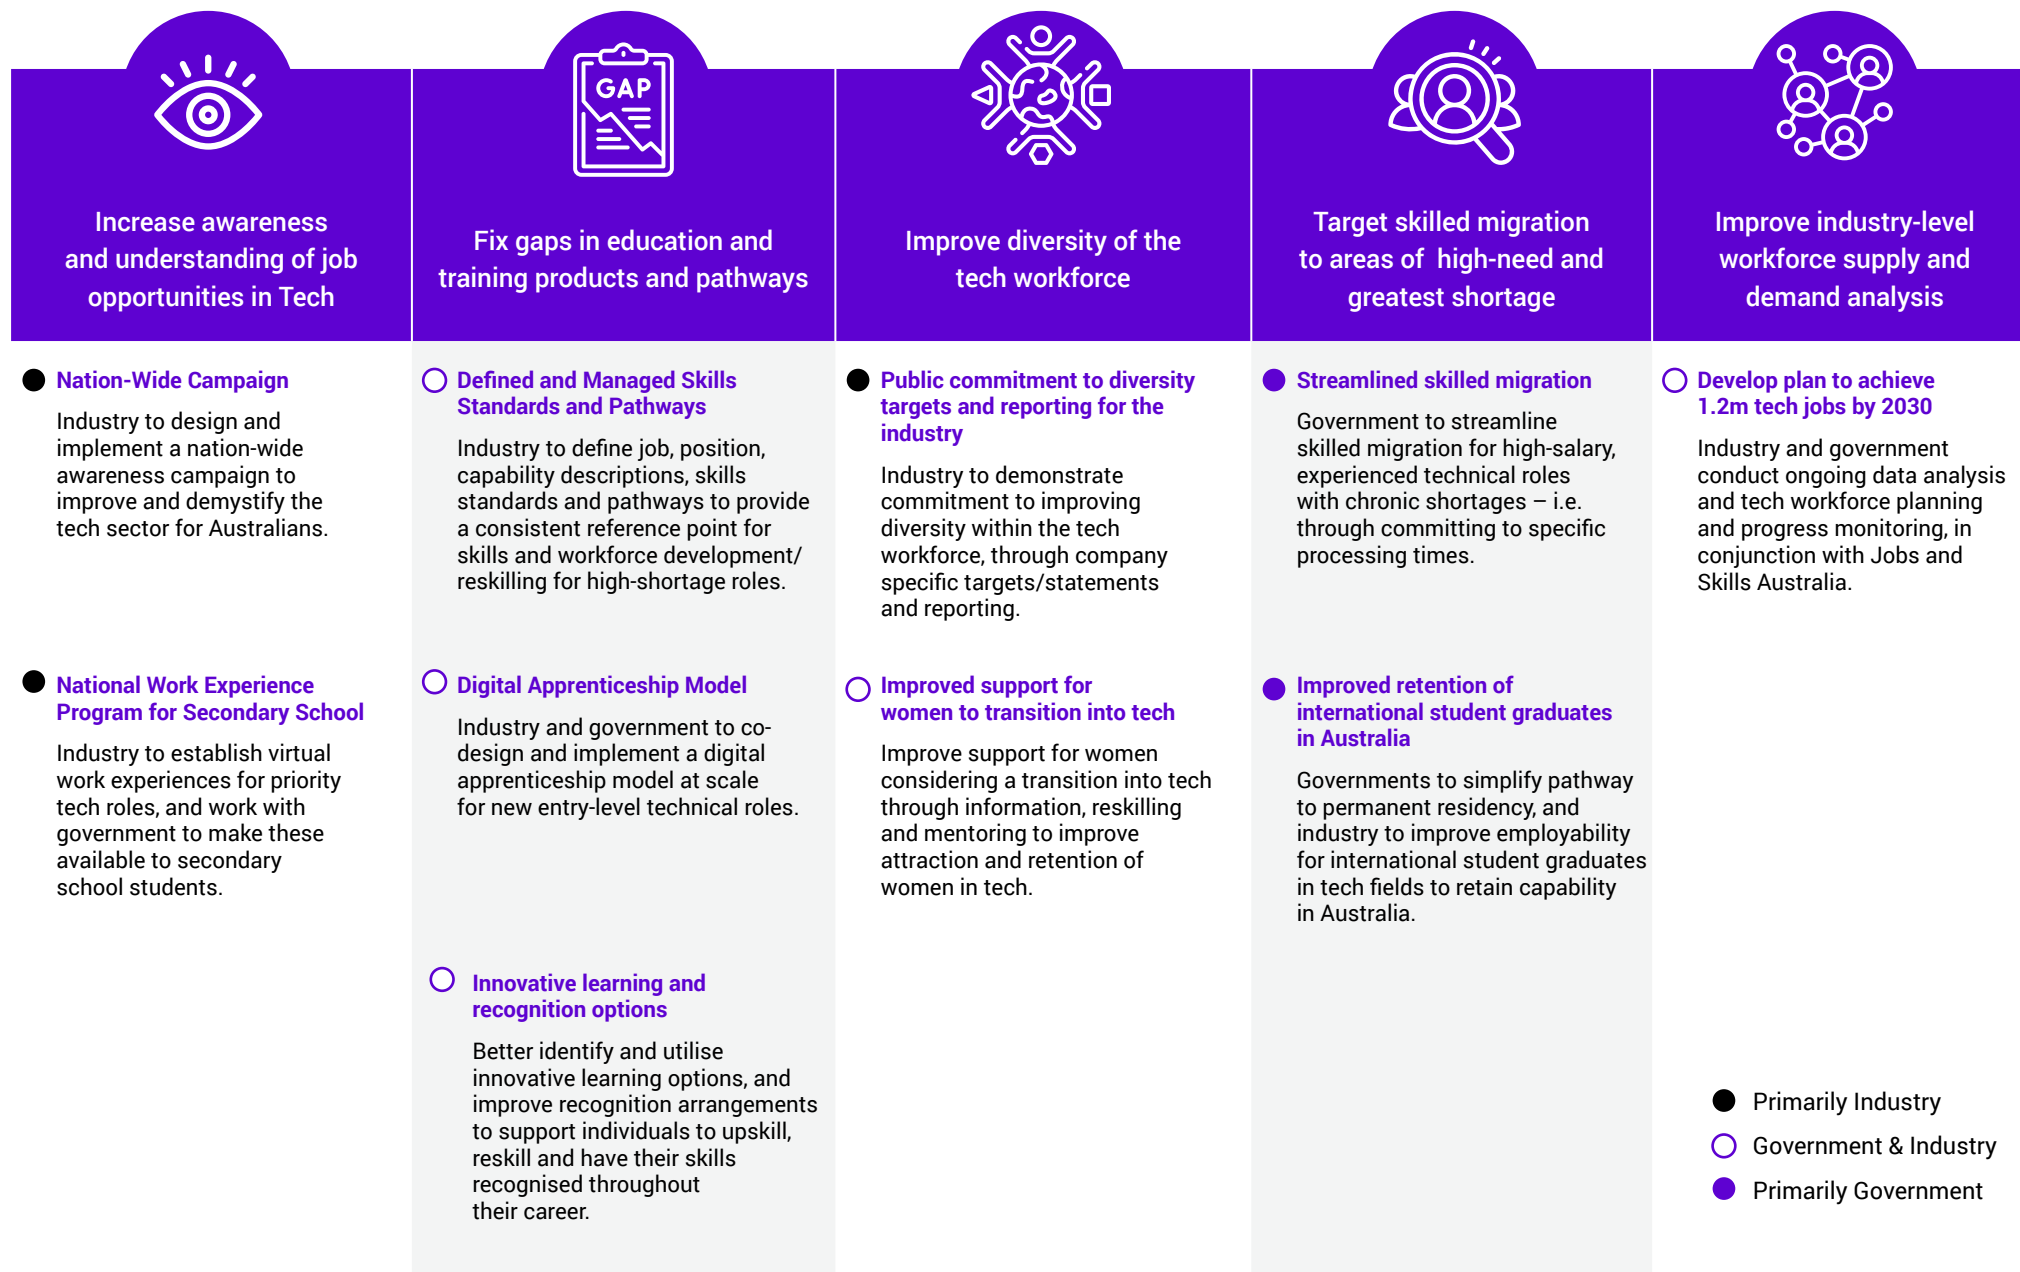 GAP
Increase awareness
and understanding of job
opportunities in Tech
Fix gaps in education and
training products and pathways
Improve diversity of the
tech workforce
Target skilled migration
to areas of high-need and
greatest shortage
Improve industry-level
workforce supply and
demand analysis
Nation-Wide Campaign
Industry to design and
implement a nation-wide
awareness campaign to
improve and demystify the
tech sector for Australians.
National Work Experience
Program for Secondary School
Industry to establish virtual
work experiences for priority
tech roles, and work with
government to make these
available to secondary
school students.
Defined and Managed Skills
Standards and Pathways
Industry to define job, position,
capability descriptions, skills
standards and pathways to provide
a consistent reference point for
skills and workforce development/
reskilling for high-shortage roles.
Digital Apprenticeship Model
Industry and government to co-
design and implement a digital
apprenticeship model at scale
for new entry-level technical roles.
Innovative learning and
recognition options
Better identify and utilise
innovative learning options, and
improve recognition arrangements
to support individuals to upskill,
reskill and have their skills
recognised throughout
their career.
Public commitment to diversity
targets and reporting for the
industry
Industry to demonstrate
commitment to improving
diversity within the tech
workforce, through company
specific targets/statements
and reporting.
Improved support for
women to transition into tech
Improve support for women
considering a transition into tech
through information, reskilling
and mentoring to improve
attraction and retention of
women in tech.
Streamlined skilled migration
Government to streamline
skilled migration for high-salary,
experienced technical roles
with chronic shortages – i.e.
through committing to specific
processing times.
Improved retention of
international student graduates
in Australia
Governments to simplify pathway
to permanent residency, and
industry to improve employability
for international student graduates
in tech fields to retain capability
in Australia.
Develop plan to achieve
1.2m tech jobs by 2030
Industry and government
conduct ongoing data analysis
and tech workforce planning
and progress monitoring, in
conjunction with Jobs and
Skills Australia.
Primarily Industry
Government & Industry
Primarily Government